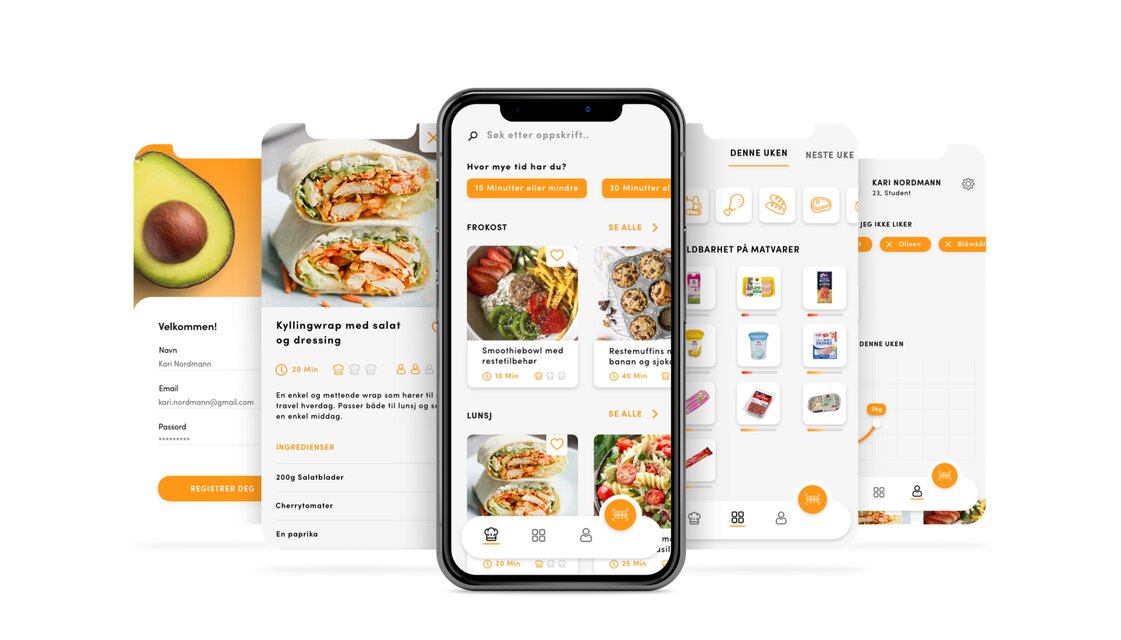 Velkommen!
Navn
Kari Nordmann
Email
kari.nordmann@gmail.com
Passord
*********
REGISTRER DEG
Kyllingwrap med salat
og dressing
20 Min
En enkel og mettende wrap som hører til
travel hverdag. Passer både til lunsj og
en enkel middag.
INGREDIENSER
200g Salatblader
Cherrytomater
En paprika
Søk etter oppskrift..
Hvor mye tid har du?
15 Minutter eller mindre
30 Minutter el
FROKOST
SE ALLE
Smoothiebowl med
restetilbehør
10 Min
Restemuffins
banan og sjok
40 Min
LUNSJ
SE ALLE
20 Min
25 Min
DENNE UKEN
NESTE UKE
LDBARHET PÅ MATVARER
KARI NORDMANN
23, Student
JEG IKKE LIKER
Oliven
Blåmkål
DENNE UKEN
2kg